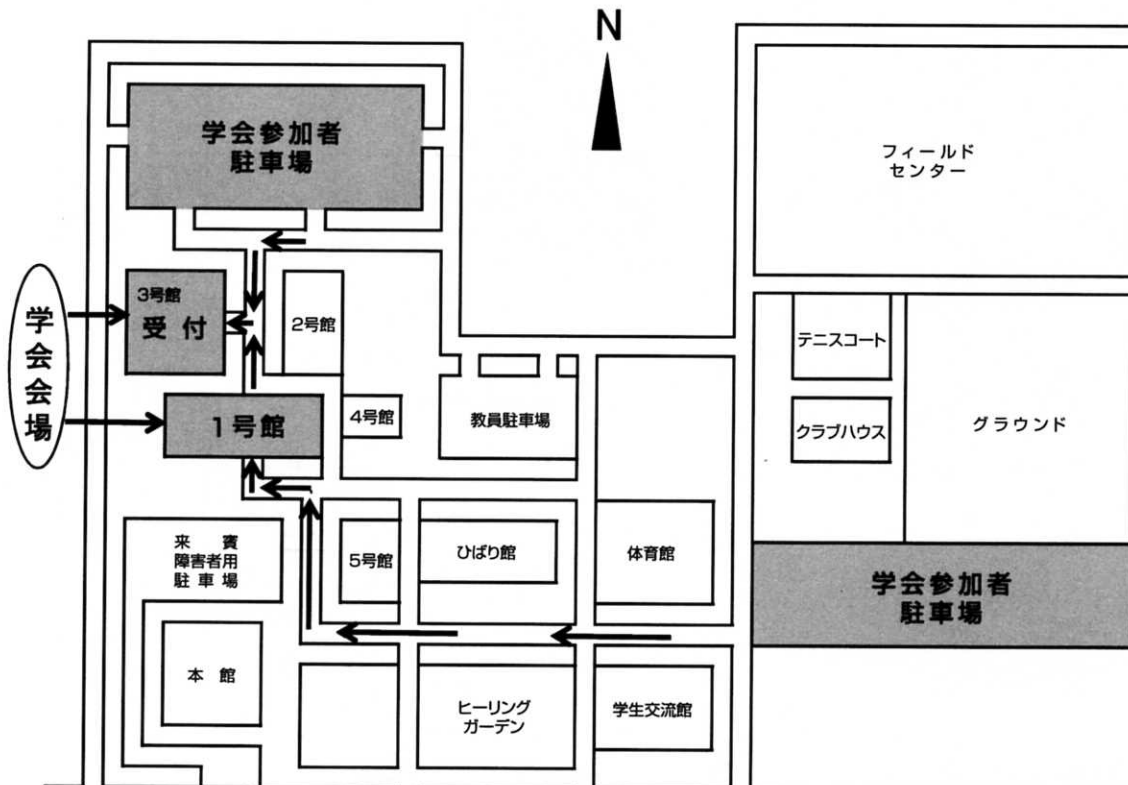 N
学会参加者
駐車場
フィールド
センター
学会会場
3号館
受付
2号館
テニスコート
1号館
4号館
教員駐車場
クラブハウス
グラウンド
来賓
障害者用
駐車場
5号館
ひばり館
体育館
学会参加者
駐車場
本館
ヒーリング
ガーデン
学生交流館